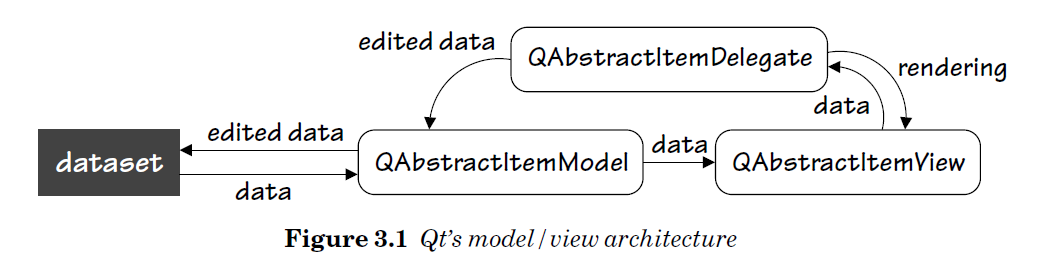 edited data
QAbstractItemDelegate
rendering
data
edited data
dataset
QAbstractItemModel
data
QAbstractItemView
data
Figure 3.1 Qt's model/view architecture